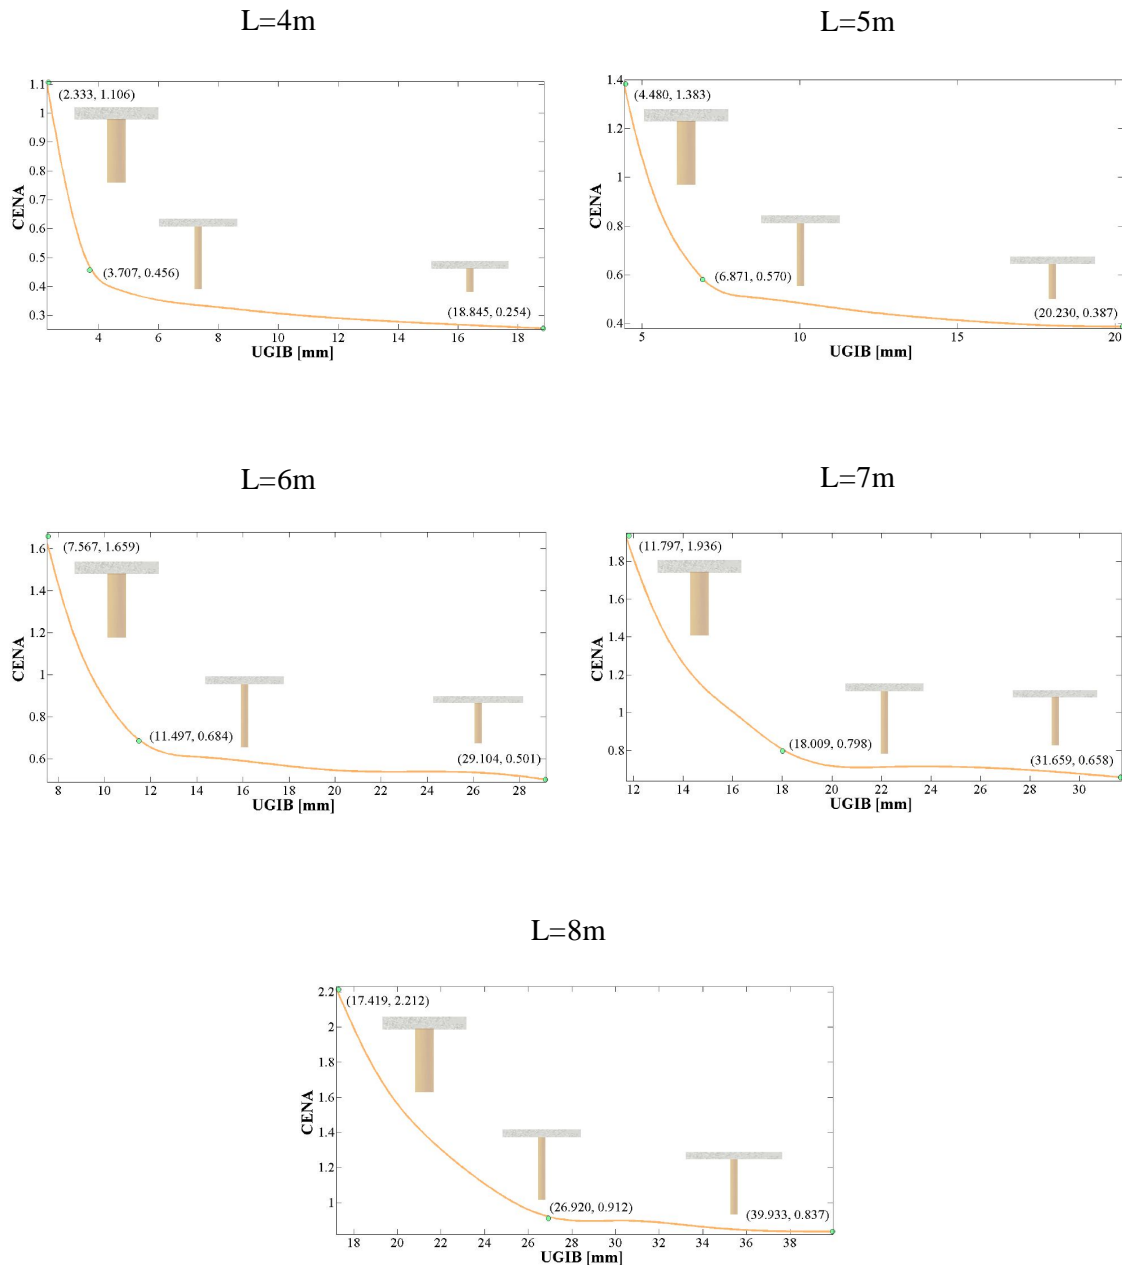 L=4m
L=5m
1.1
1
0.9
0.8
0.7
0.6
0.5
0.4
0.3
CENA
(2.333, 1.106)
(3.707, 0.456)
(18.845, 0.254)
4 6 8 10 12 14 16 18
UGIB [mm]
1.4
1.2
1
0.8
0.6
0.4
CENA
(4.480, 1.383)
(6.871, 0.570)
(20.230, 0.387)
5 10 15 20
UGIB [mm]
L=6m
L=7m
1.6
1.4
1.2
1
0.8
0.6
CENA
(7.567, 1.659)
(11.497, 0.684)
(29.104, 0.501)
8 10 12 14 16 18 20 22 24 26 28
UGIB [mm]
1.8
1.6
1.4
1.2
1
0.8
CENA
(11.797, 1.936)
(18.009, 0.798)
(31.659, 0.658)
12 14 16 18 20 22 24 26 28 30
UGIB [mm]
L=8m
2.2
2
1.8
1.6
1.4
1.2
1
CENA
(17.419, 2.212)
(26.920, 0.912)
(39.933, 0.837)
18 20 22 24 26 28 30 32 34 36 38
UGIB [mm]